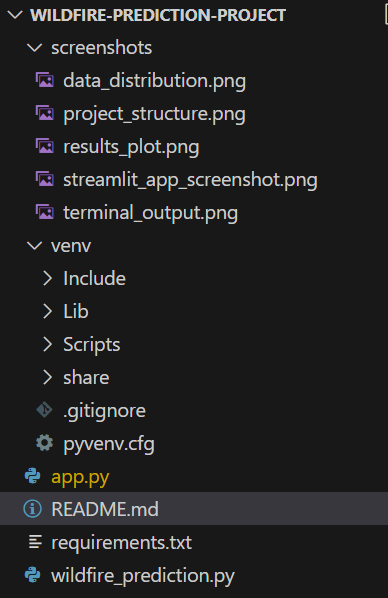 WILDFIRE-PREDICTION-PROJECT
screenshots
data_distribution.png
project_structure.png
results_plot.png
streamlit_app_screenshot.png
terminal_output.png
venv
Include
Lib
Scripts
share
.gitignore
pyvenv.cfg
app.py
README.md
requirements.txt
wildfire_prediction.py